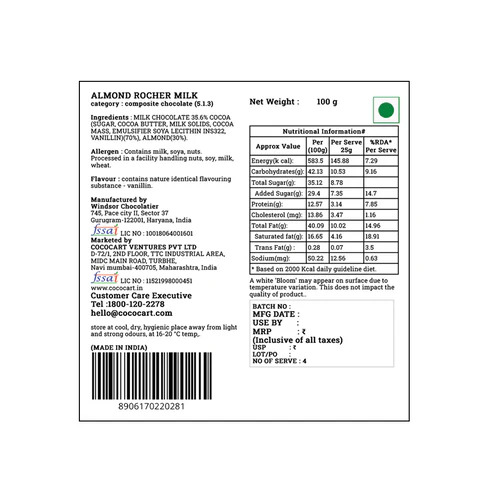 ALMOND ROCHER MILK
category : composite chocolate (5.1.3)
Ingredients : MILK CHOCOLATE 35.6% COCOA
(SUGAR, COCOA BUTTER, MILK SOLIDS, COCOA
MASS, EMULSIFIER SOYA LECITHIN INS322,
VANILLIN)(70%), ALMOND(30%).
Allergen : Contains milk, soya, nuts.
Processed in a facility handling nuts, soy, milk,
wheat.
Flavour : contains nature identical flavouring
substance - vanillin.
Manufactured by
Windsor Chocolatier
745, Pace city II, Sector 37
Gurugram-122001, Haryana, India
fssai LIC NO : 10018064001601
Marketed by
COCOCART VENTURES PVT LTD
D-72/1, 2ND FLOOR, TTC INDUSTRIAL AREA,
MIDC MAIN ROAD, TURBHE,
Navi mumbai-400705, Maharashtra, India
fssai LIC NO : 11521998000451
www.cococart.in
Customer Care Executive
Tel :1800-120-2278
hello@cococart.com
store at cool, dry, hygienic place away from light
and strong odours, at 16-20 °C temp,.
(MADE IN INDIA)
8906170220281
Net Weight : 100 g
Nutritional Information#
Approx Value Per (100g) Per Serve 25g %RDA* Per Serve
Energy(k cal): 583.5 145.88 7.29
Carbohydrates(g): 42.13 10.53 9.16
Total Sugar(g): 35.12 8.78
Added Sugar(g): 29.4 7.35 14.7
Protein(g): 12.57 3.14 7.85
Cholesterol (mg): 13.86 3.47 1.16
Total Fat(g): 40.09 10.02 14.96
Saturated fat(g): 16.65 4.16 18.91
Trans Fat(g) : 0.28 0.07 3.5
Sodium(mg): 50.22 12.56 0.63
* Based on 2000 Kcal daily guideline diet.
A white 'Bloom' may appear on surface due to
temperature variation. This does not impact the
quality of product..
BATCH NO :
MFG DATE :
USE BY :
MRP : ₹
(Inclusive of all taxes)
USP : ₹
LOT/PO :
NO OF SERVE : 4